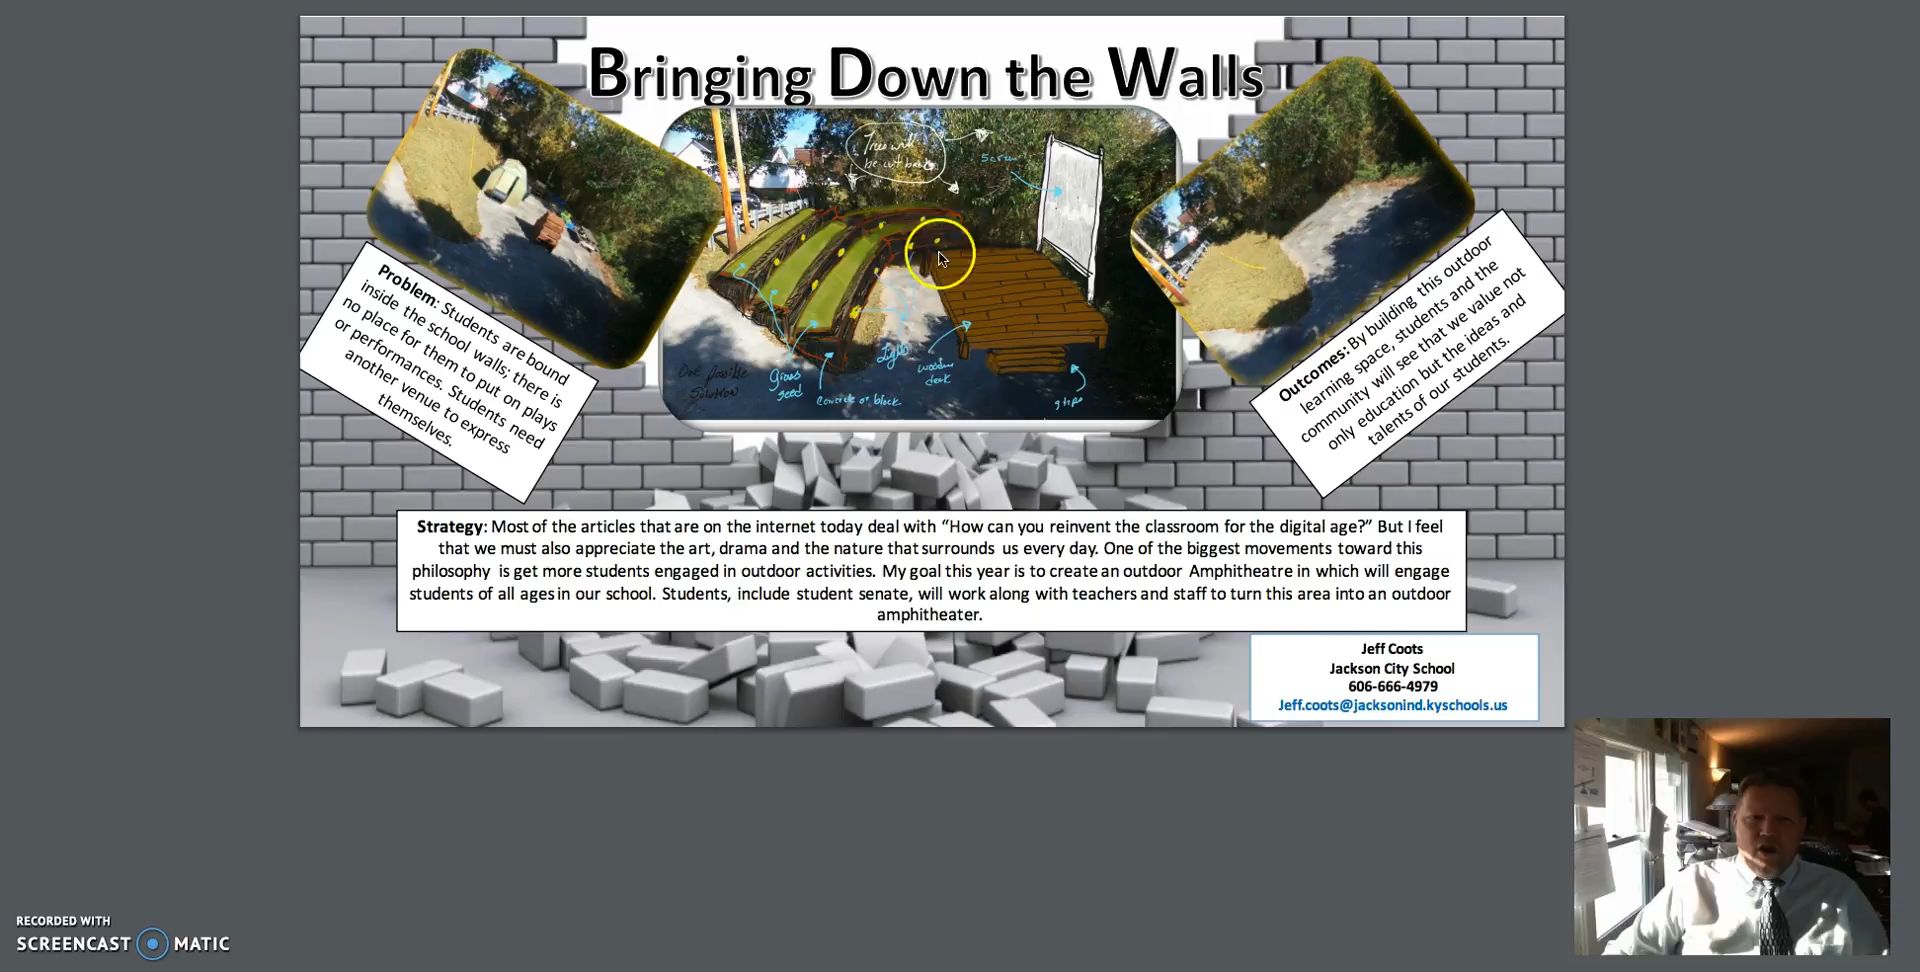 Bringing Down the Walls
Trees will
be cut back
Screen
One possible
Solution
Grass
seed
Concrete or block
Lights
wooden
deck
steps
Problem: Students are bound
inside the school walls; there is
no place for them to put on plays
or performances. Students need
another venue to express
themselves.
Outcomes: By building this outdoor
learning space, students and the
community will see that we value not
only education but the ideas and
talents of our students.
Strategy: Most of the articles that are on the internet today deal with “How can you reinvent the classroom for the digital age?” But I feel
that we must also appreciate the art, drama and the nature that surrounds us every day. One of the biggest movements toward this
philosophy is get more students engaged in outdoor activities. My goal this year is to create an outdoor Amphitheatre in which will engage
students of all ages in our school. Students, include student senate, will work along with teachers and staff to turn this area into an outdoor
amphitheater.
Jeff Coots
Jackson City School
606-666-4979
Jeff.coots@jacksonind.kyschools.us
RECORDED WITH
SCREENCAST MATIC